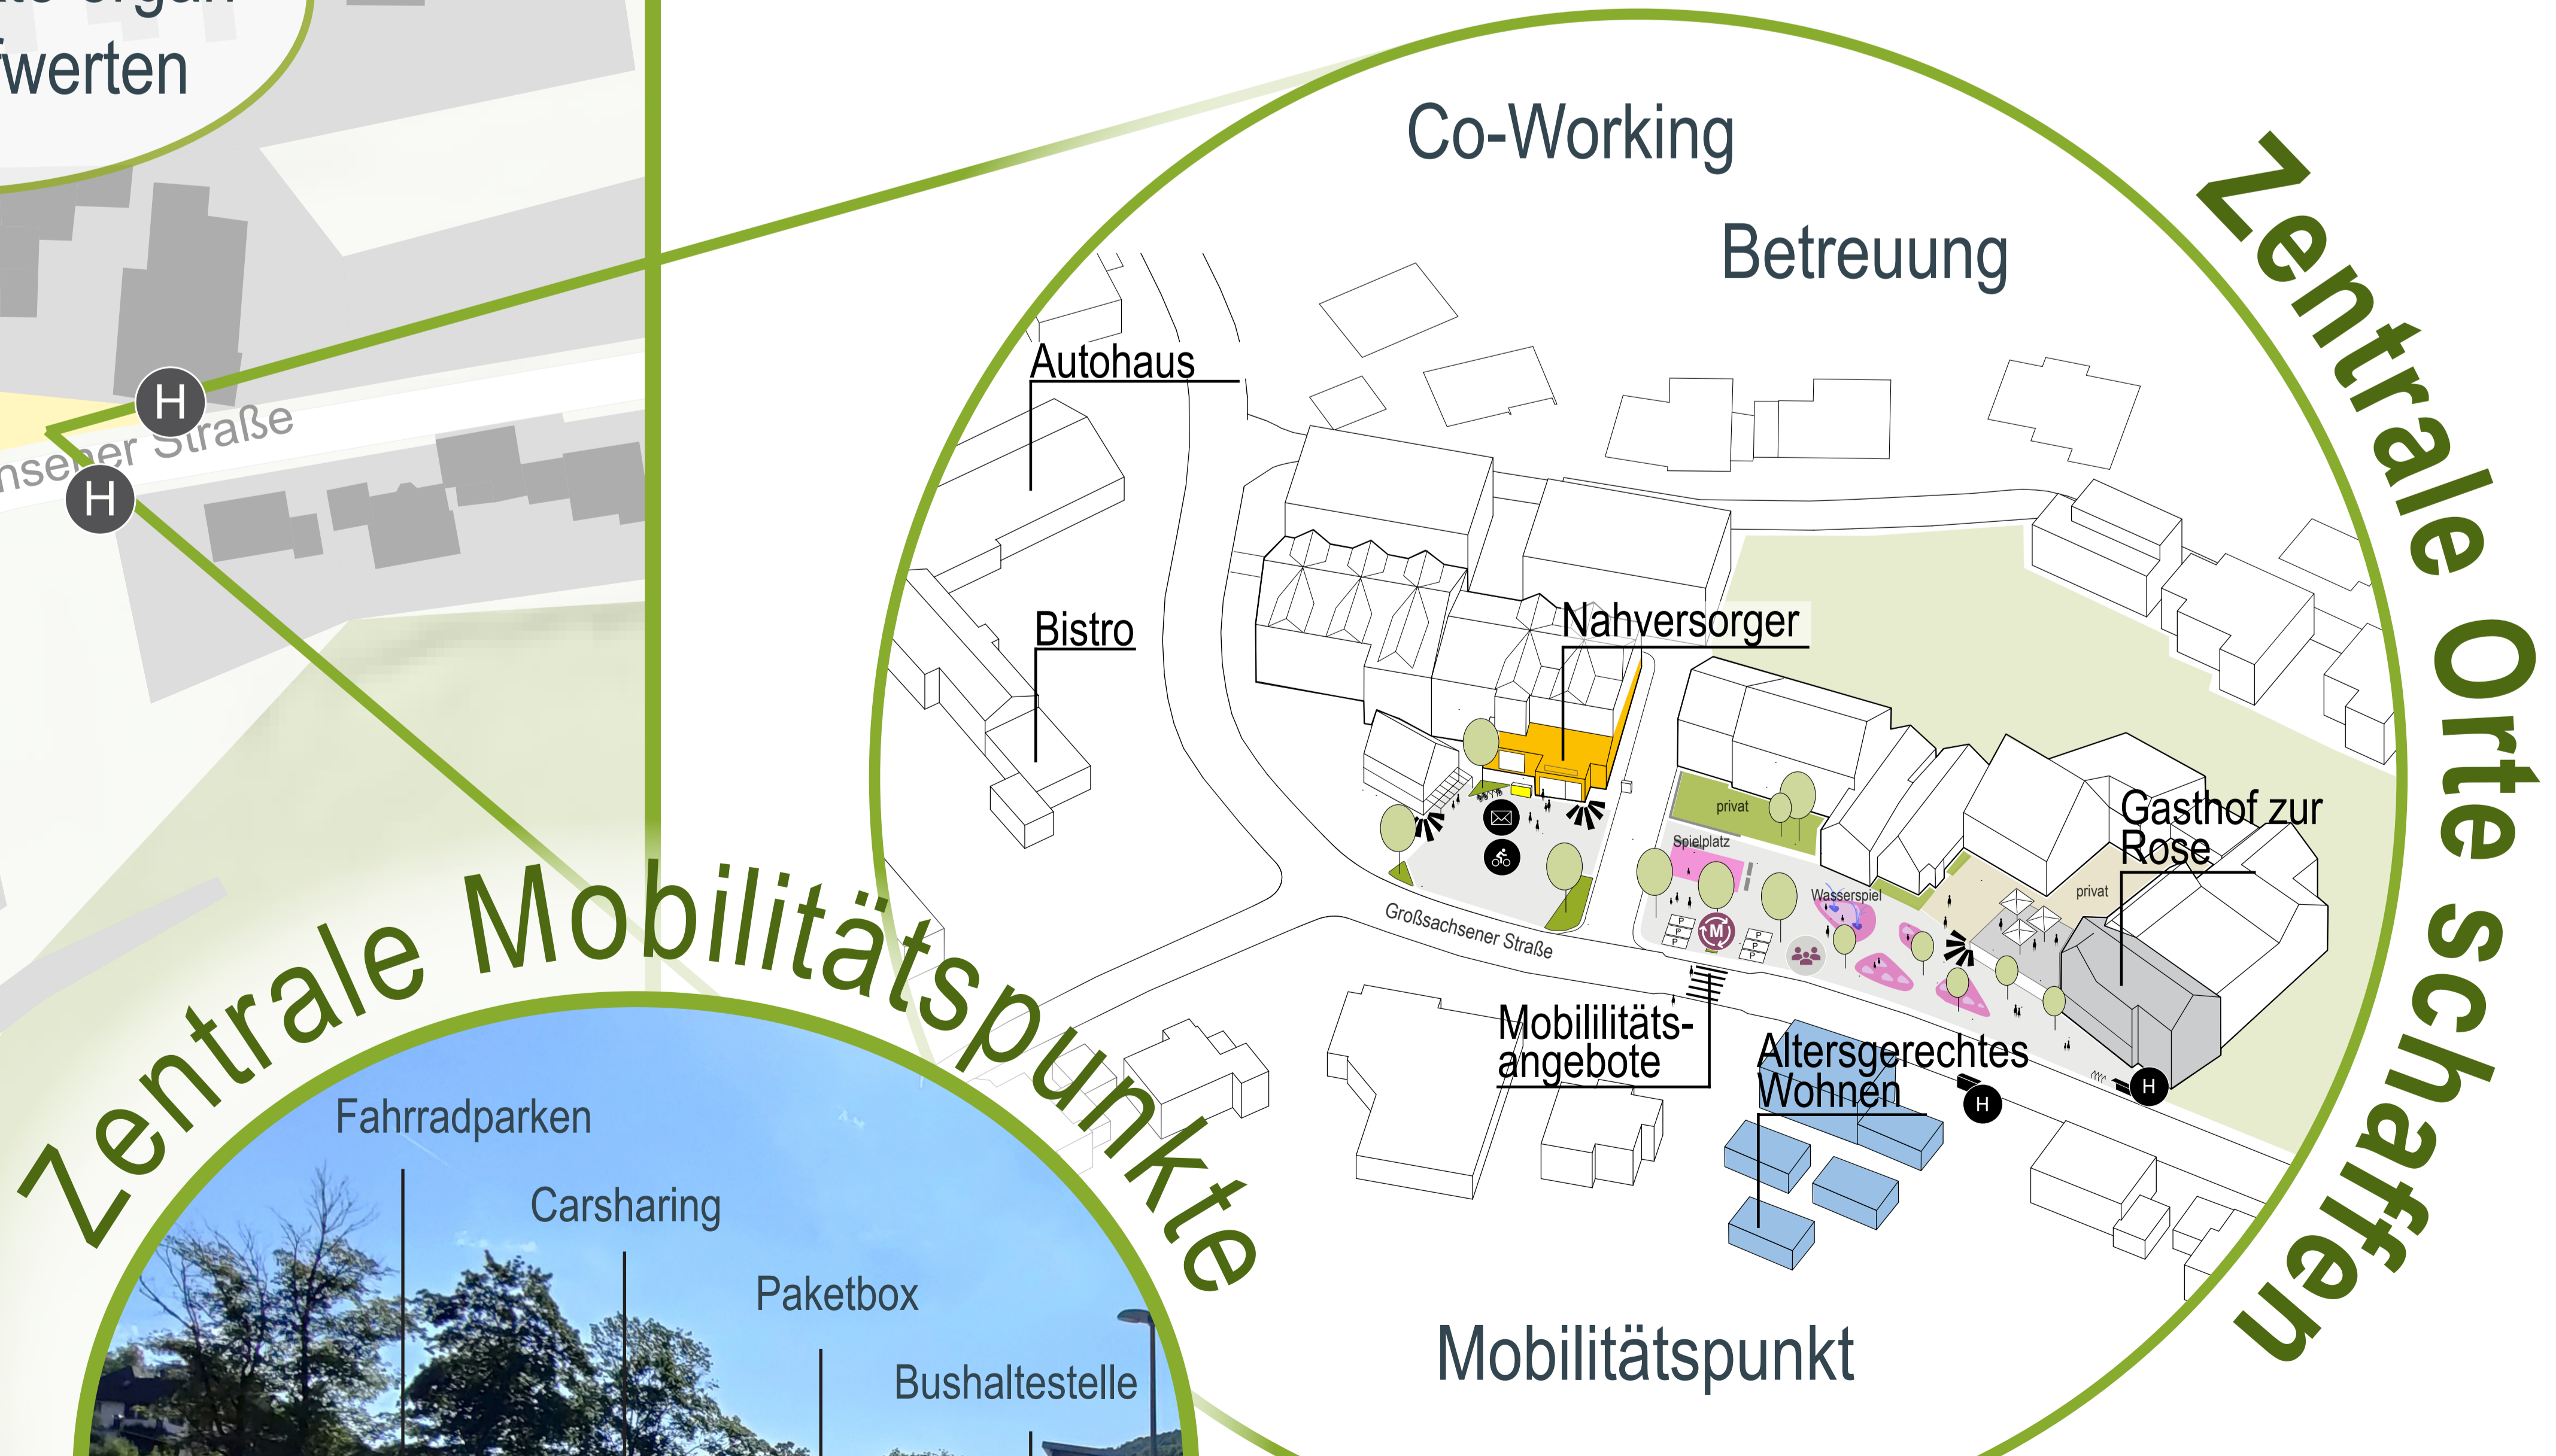 werten
H
Straße
H
Zentrale Mobilitätspunkte
Fahrradparken
Carsharing
Paketbox
Bushaltestelle
Zentrale Orte schaffen
Co-Working
Betreuung
Autohaus
Bistro
Nahversorger
privat
Spielplatz
Wasserspiel
Gasthof zur
Rose
privat
P
P
P
M
P
P
P
Großsachsener Straße
Mobililitäts-
angebote
Altersgerechtes
Wohnen
H
H
Mobilitätspunkt